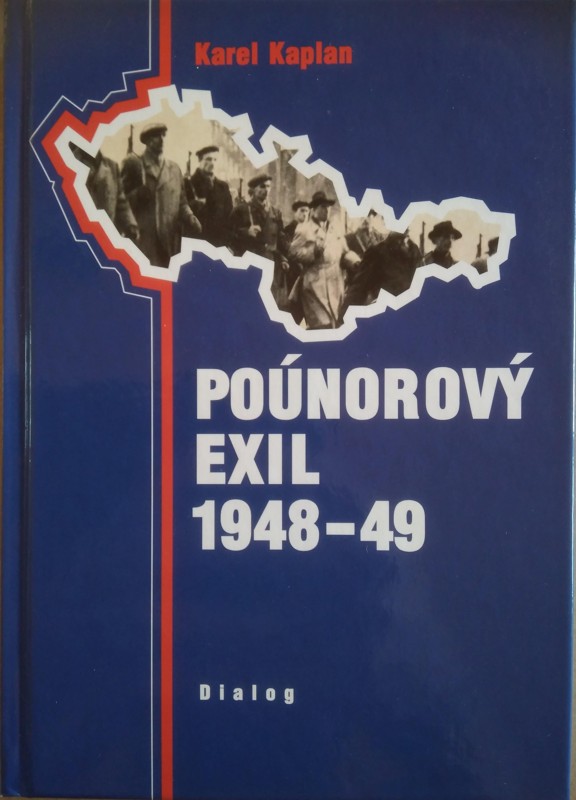 Karel Kaplan
POÚNOROVÝ
EXIL
1948-49
Dialog